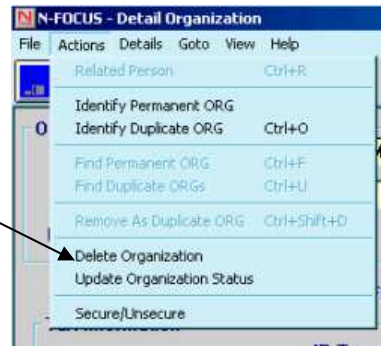 N-FOCUS - Detail Organization
File Actions Details Goto View Help
Related Person Ctrl+R
Identify Permanent ORG
Identify Duplicate ORG Ctrl+O
Find Permanent ORG Ctrl+F
Find Duplicate ORGs Ctrl+U
Remove As Duplicate ORG Ctrl+Shift+D
Delete Organization
Update Organization Status
Secure/Unsecure